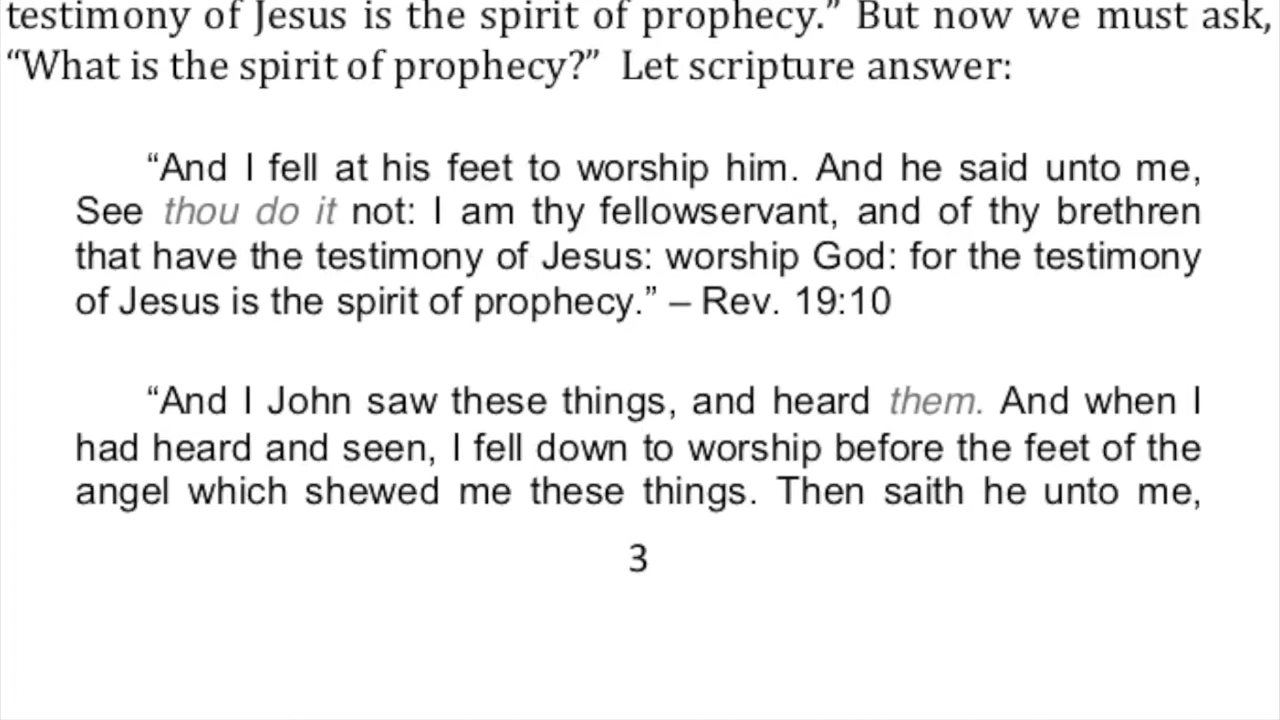 testimony of Jesus is the spirit of prophecy.” But now we must ask,
“What is the spirit of prophecy?” Let scripture answer:
“And I fell at his feet to worship him. And he said unto me,
See thou do it not: I am thy fellowservant, and of thy brethren
that have the testimony of Jesus: worship God: for the testimony
of Jesus is the spirit of prophecy.” – Rev. 19:10
“And I John saw these things, and heard them. And when I
had heard and seen, I fell down to worship before the feet of the
angel which shewed me these things. Then saith he unto me,
3